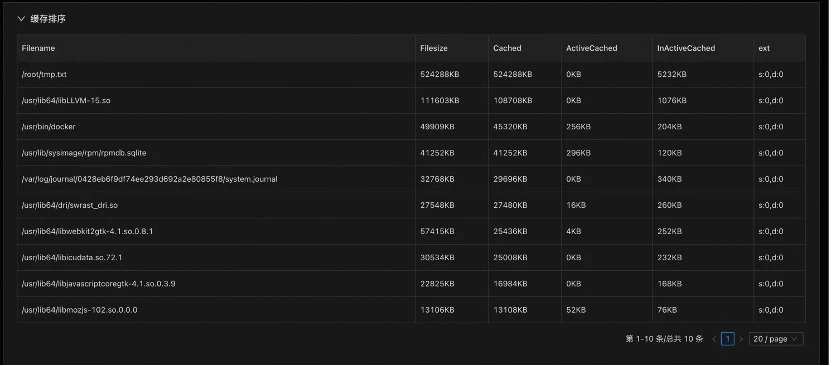 缓存排序
Filename Filesize Cached ActiveCached InActiveCached ext
/root/tmp.txt 524288KB 524288KB 0KB 5232KB s:0,d:0
/usr/lib64/libLLVM-15.so 111603KB 108708KB 0KB 1076KB s:0,d:0
/usr/bin/docker 49909KB 45320KB 256KB 204KB s:0,d:0
/usr/lib/sysimage/rpm/rpmdb.sqlite 41252KB 41252KB 296KB 120KB s:0,d:0
/var/log/journal/0428eb6f9df74ee293d692a2e60855f8/system.journal 32768KB 29696KB 0KB 340KB s:0,d:0
/usr/lib64/dri/swrast_dri.so 27548KB 27480KB 16KB 260KB s:0,d:0
/usr/lib64/libwebkit2gtk-4.1.so.0.8.1 57415KB 25436KB 4KB 252KB s:0,d:0
/usr/lib64/libicudata.so.72.1 30534KB 25008KB 0KB 232KB s:0,d:0
/usr/lib64/libjavascriptcoregtk-4.1.so.0.3.9 22825KB 16984KB 0KB 168KB s:0,d:0
/usr/lib64/libmozjs-102.so.0.0.0 13106KB 13108KB 52KB 76KB s:0,d:0
第 1-10 条/总共 10 条 1 20 / page